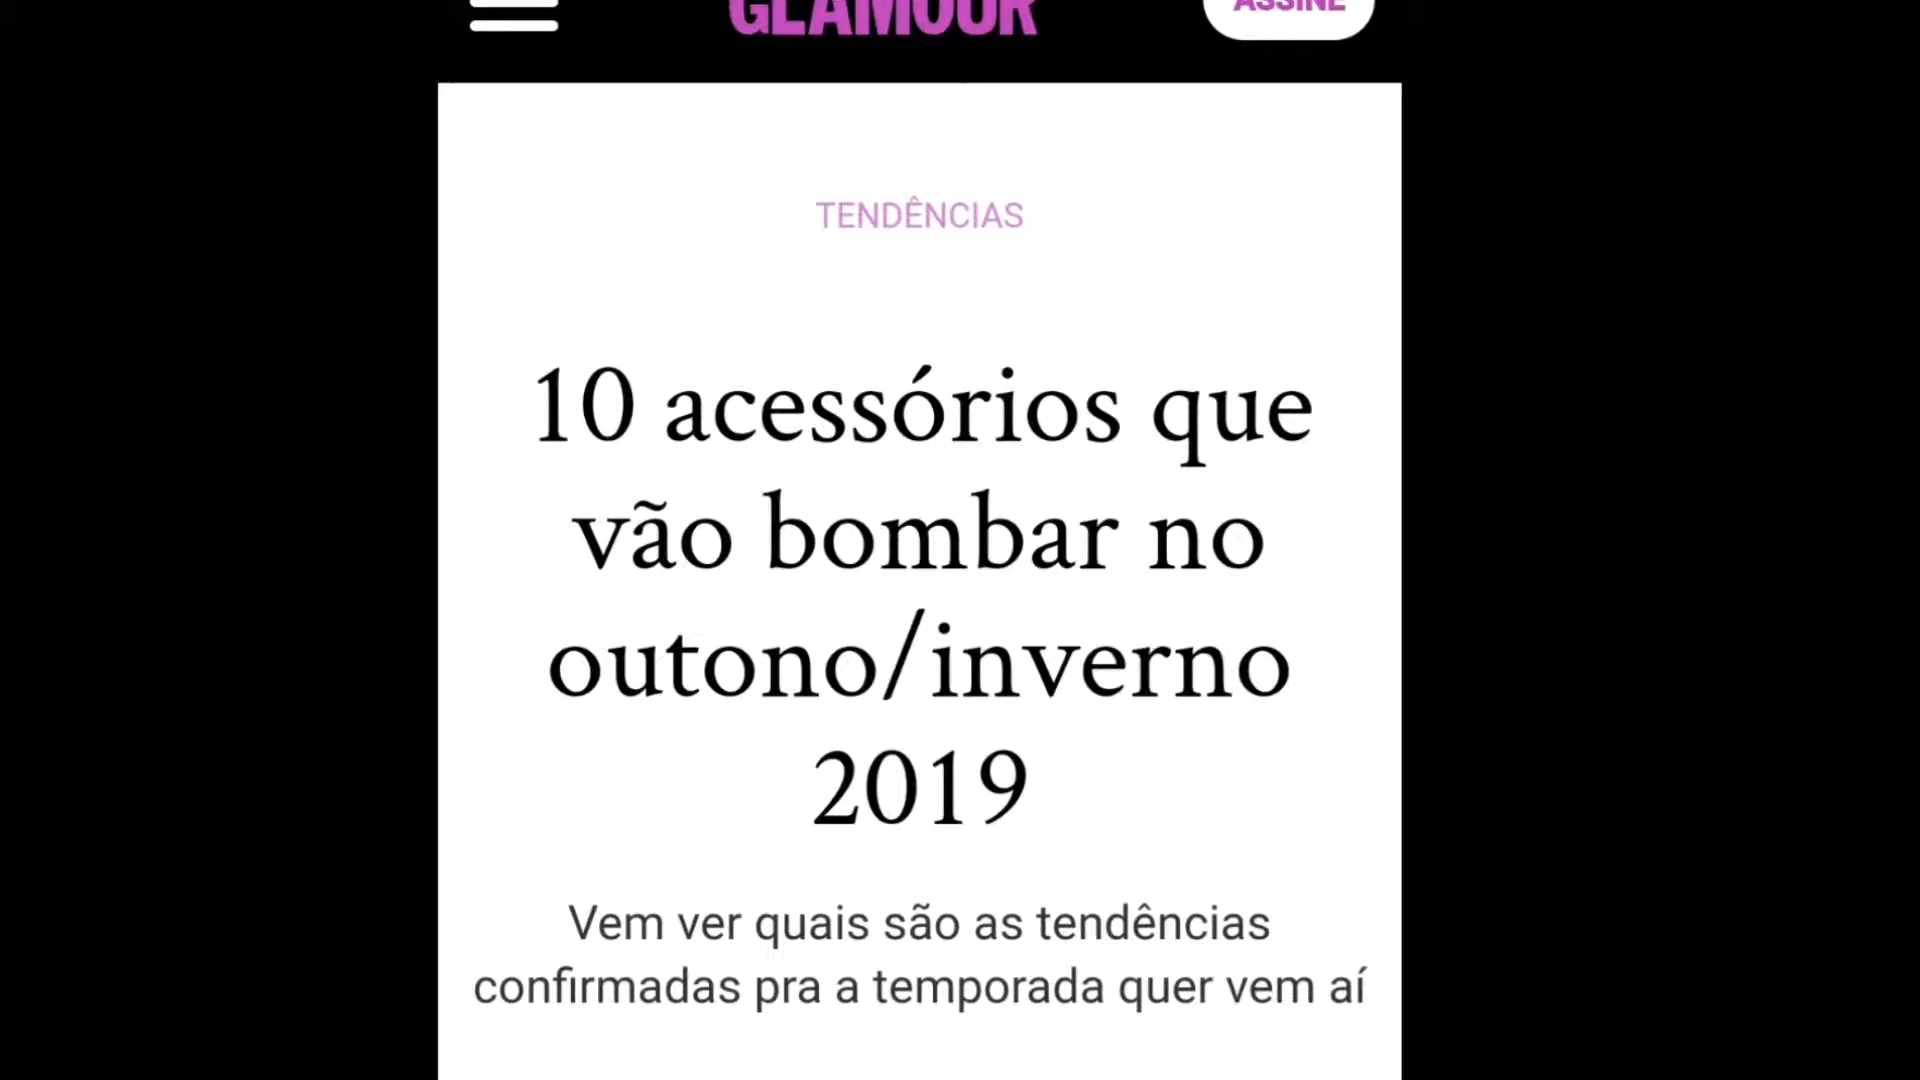 GLAMOUR
ASSINE
TENDÊNCIAS
10 acessórios que
vão bombar no
outono/inverno
2019
Vem ver quais são as tendências
confirmadas pra a temporada quer vem aí